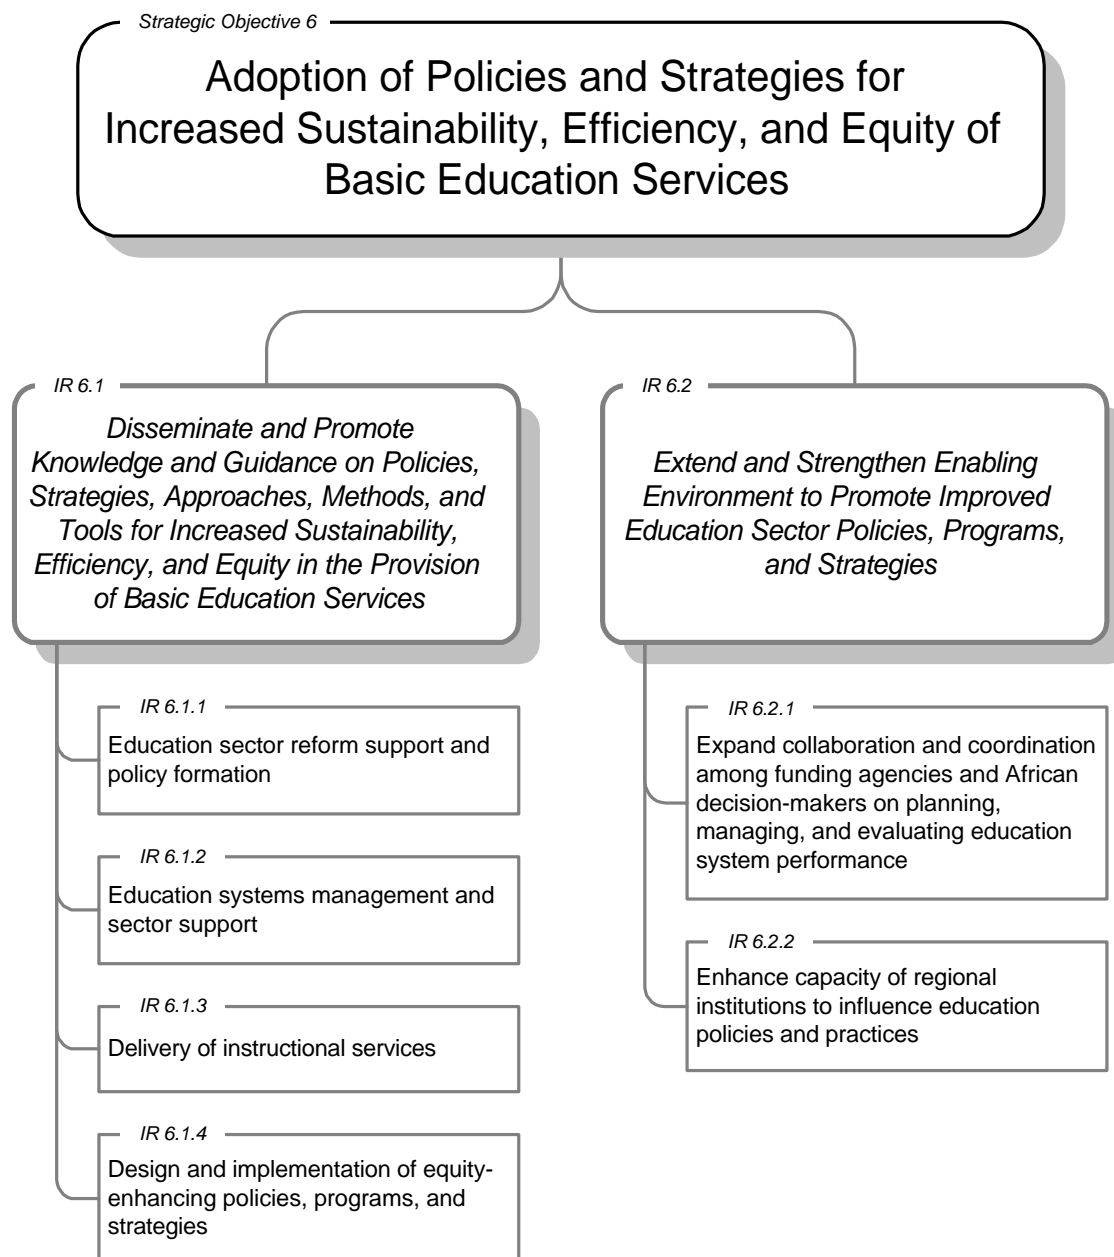 Strategic Objective 6
Adoption of Policies and Strategies for
Increased Sustainability, Efficiency, and Equity of
Basic Education Services
IR 6.1
Disseminate and Promote
Knowledge and Guidance on Policies,
Strategies, Approaches, Methods, and
Tools for Increased Sustainability,
Efficiency, and Equity in the Provision
of Basic Education Services
IR 6.1.1
Education sector reform support and
policy formation
IR 6.1.2
Education systems management and
sector support
IR 6.1.3
Delivery of instructional services
IR 6.1.4
Design and implementation of equity-
enhancing policies, programs, and
strategies
IR 6.2
Extend and Strengthen Enabling
Environment to Promote Improved
Education Sector Policies, Programs,
and Strategies
IR 6.2.1
Expand collaboration and coordination
among funding agencies and African
decision-makers on planning,
managing, and evaluating education
system performance
IR 6.2.2
Enhance capacity of regional
institutions to influence education
policies and practices